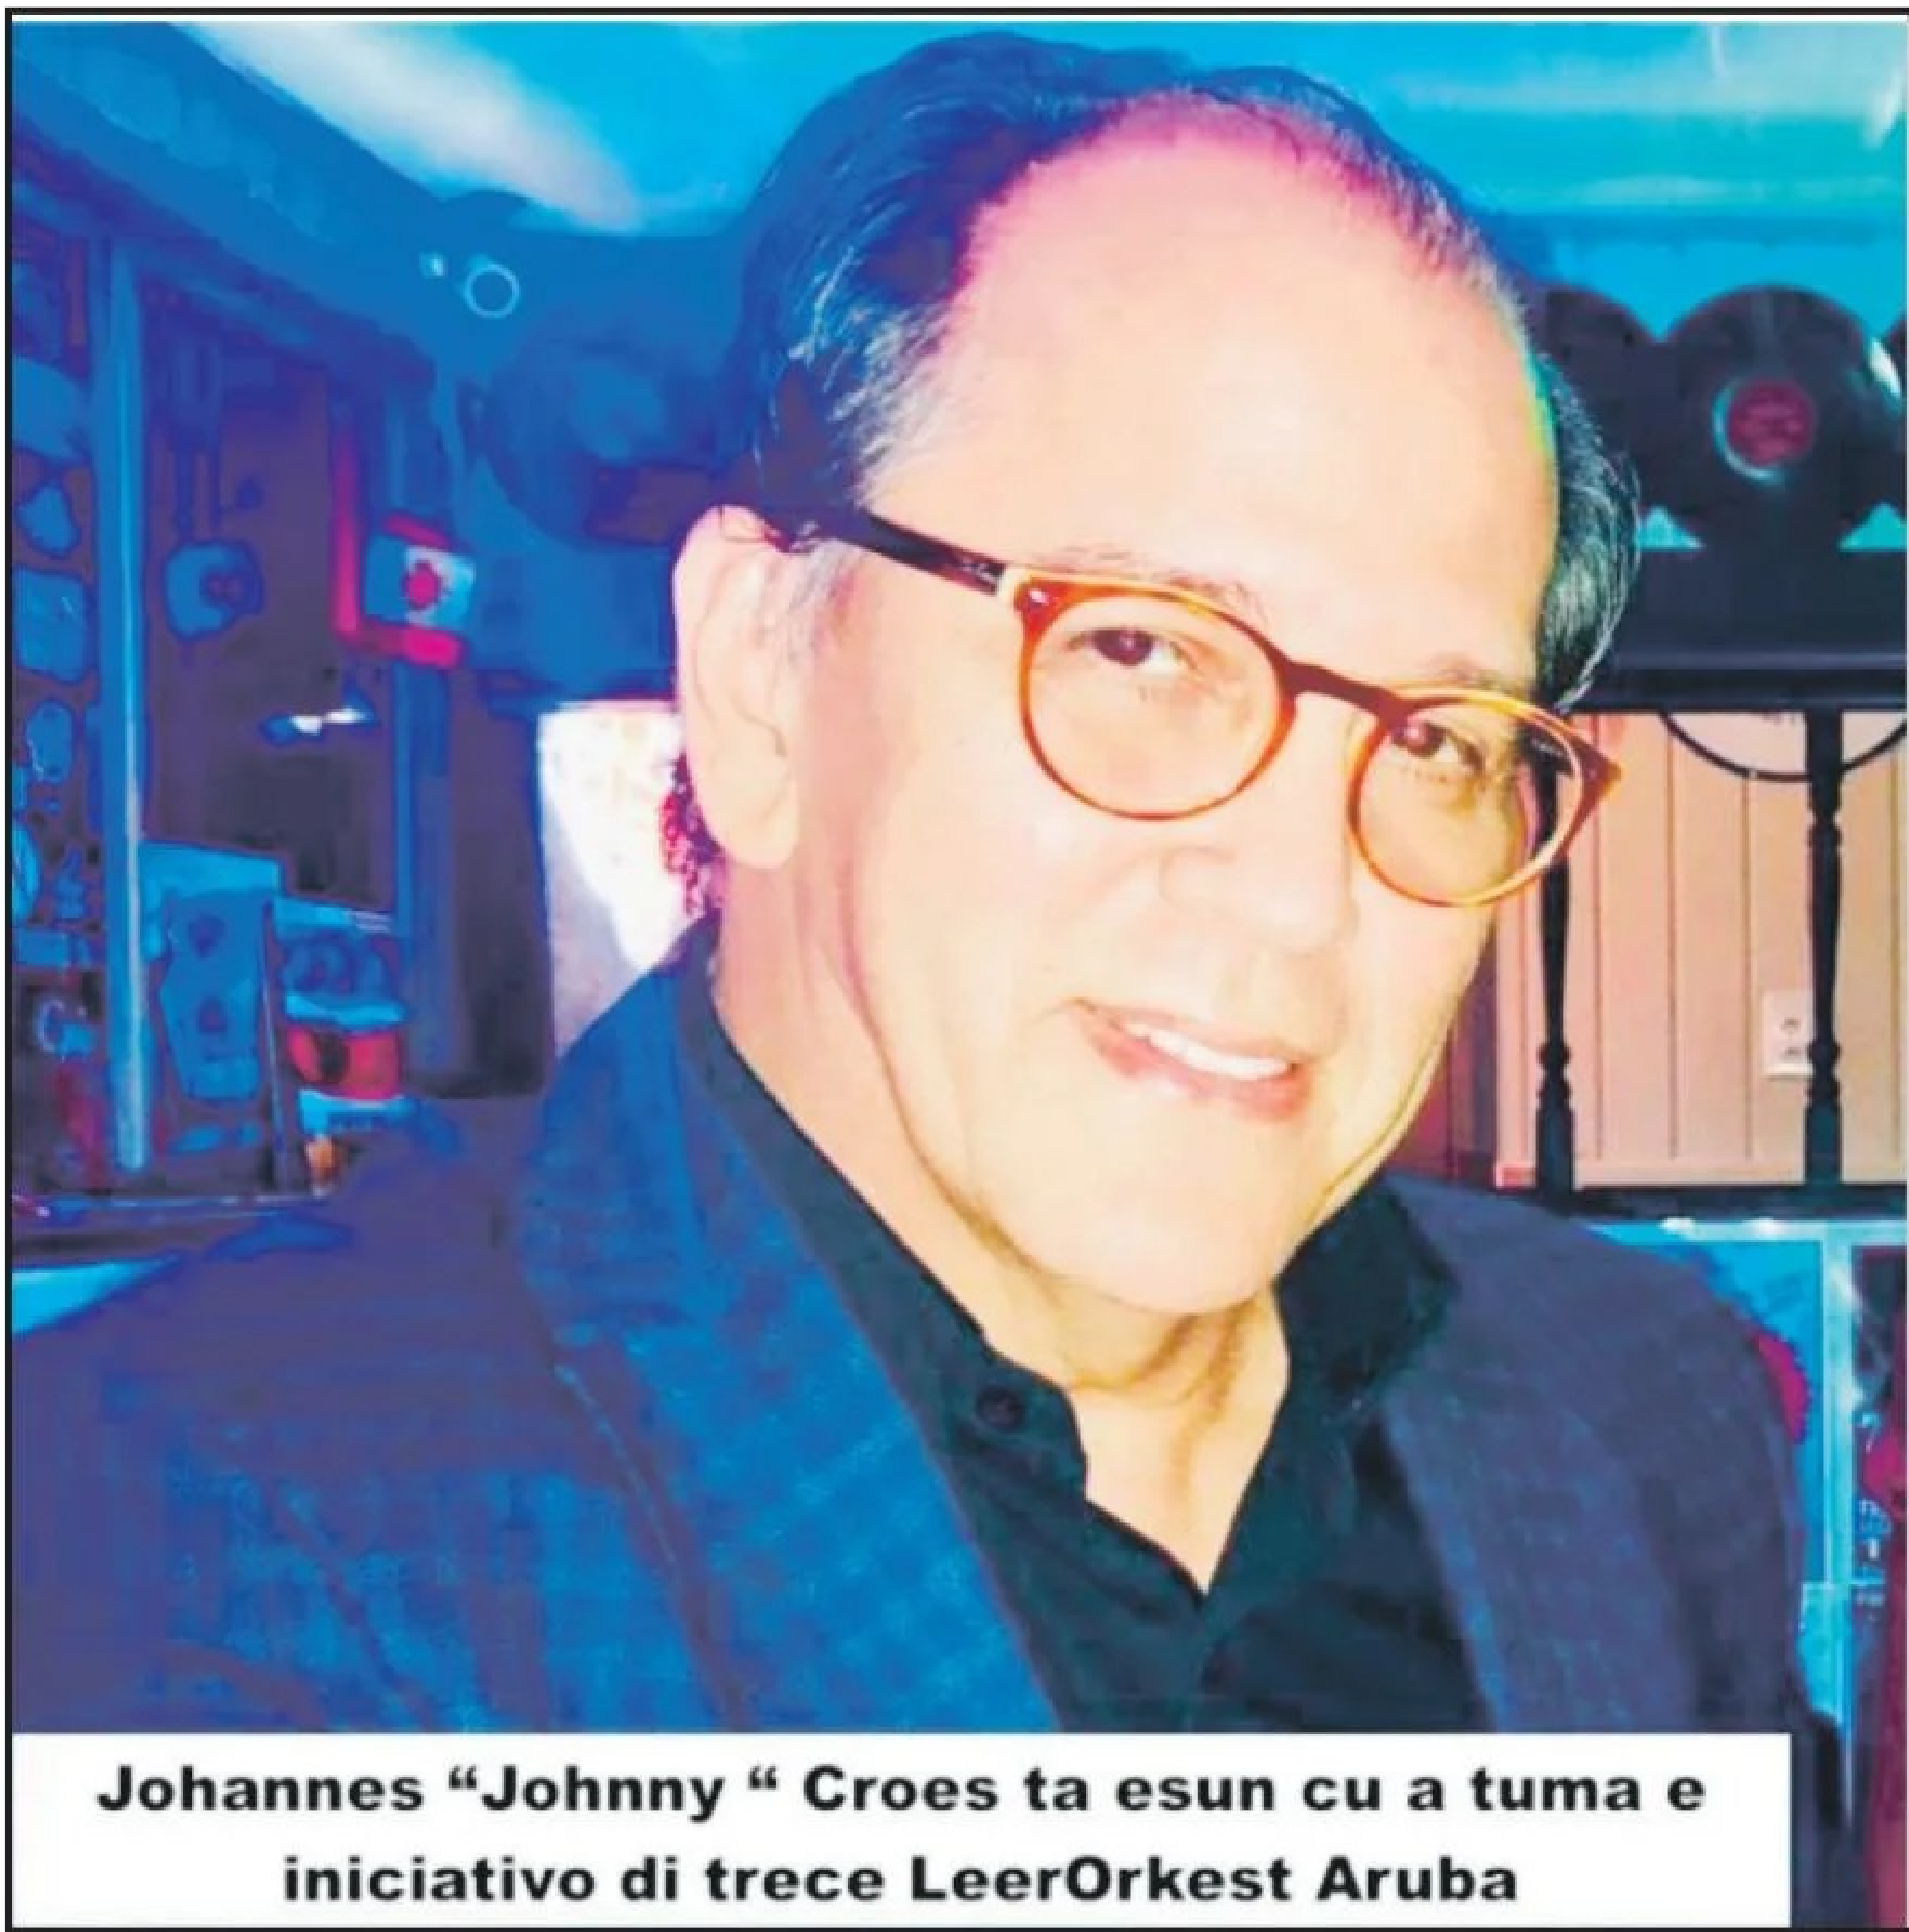 Johannes “Johnny “ Croes ta esun cu a tuma e
iniciativo di trece LeerOrkest Aruba